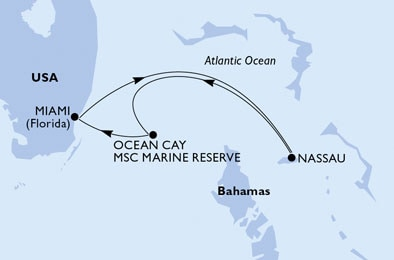 Atlantic Ocean
USA
MIAMI
(Florida)
OCEAN CAY
MSC MARINE RESERVE
NASSAU
Bahamas